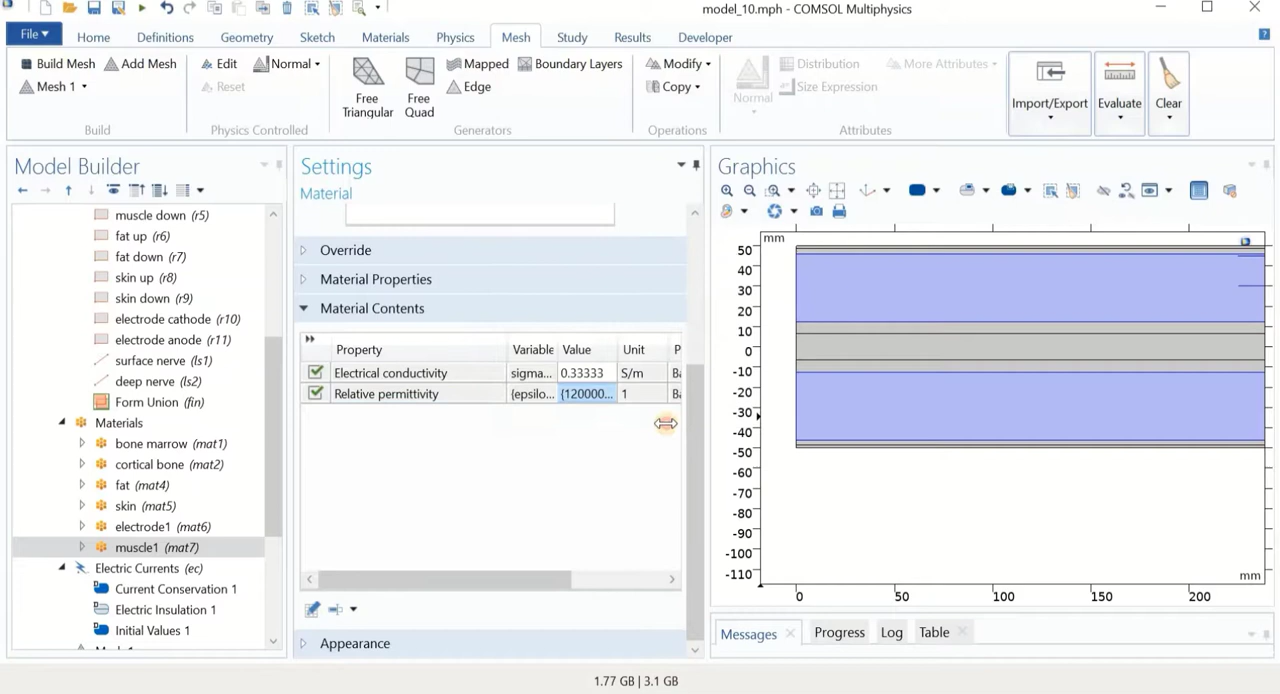 model_10.mph - COMSOL Multiphysics
File Home Definitions Geometry Sketch Materials Physics Mesh Study Results Developer
Build Mesh Add Mesh
Mesh 1
Build
Edit Normal
Reset
Physics Controlled
Free Triangular
Free Quad
Mapped Boundary Layers
Edge
Generators
Modify
Copy
Operations
Normal
Distribution More Attributes
Size Expression
Attributes
Import/Export
Evaluate
Clear
Model Builder
muscle down (r5)
fat up (r6)
fat down (r7)
skin up (r8)
skin down (r9)
electrode cathode (r10)
electrode anode (r11)
surface nerve (ls1)
deep nerve (ls2)
Form Union (fin)
Materials
bone marrow (mat1)
cortical bone (mat2)
fat (mat4)
skin (mat5)
electrode1 (mat6)
muscle1 (mat7)
Electric Currents (ec)
Current Conservation 1
Electric Insulation 1
Initial Values 1
Settings
Material
Override
Material Properties
Material Contents
Property Variable Value Unit P
Electrical conductivity sigma... 0.33333 S/m Ba
Relative permittivity {epsilo... {120000... 1 Ba
Appearance
Graphics
mm
50
40
30
20
10
0
-10
-20
-30
-40
-50
-60
-70
-80
-90
-100
-110
0 50 100 150 200
mm
Messages Progress Log Table
1.77 GB | 3.1 GB